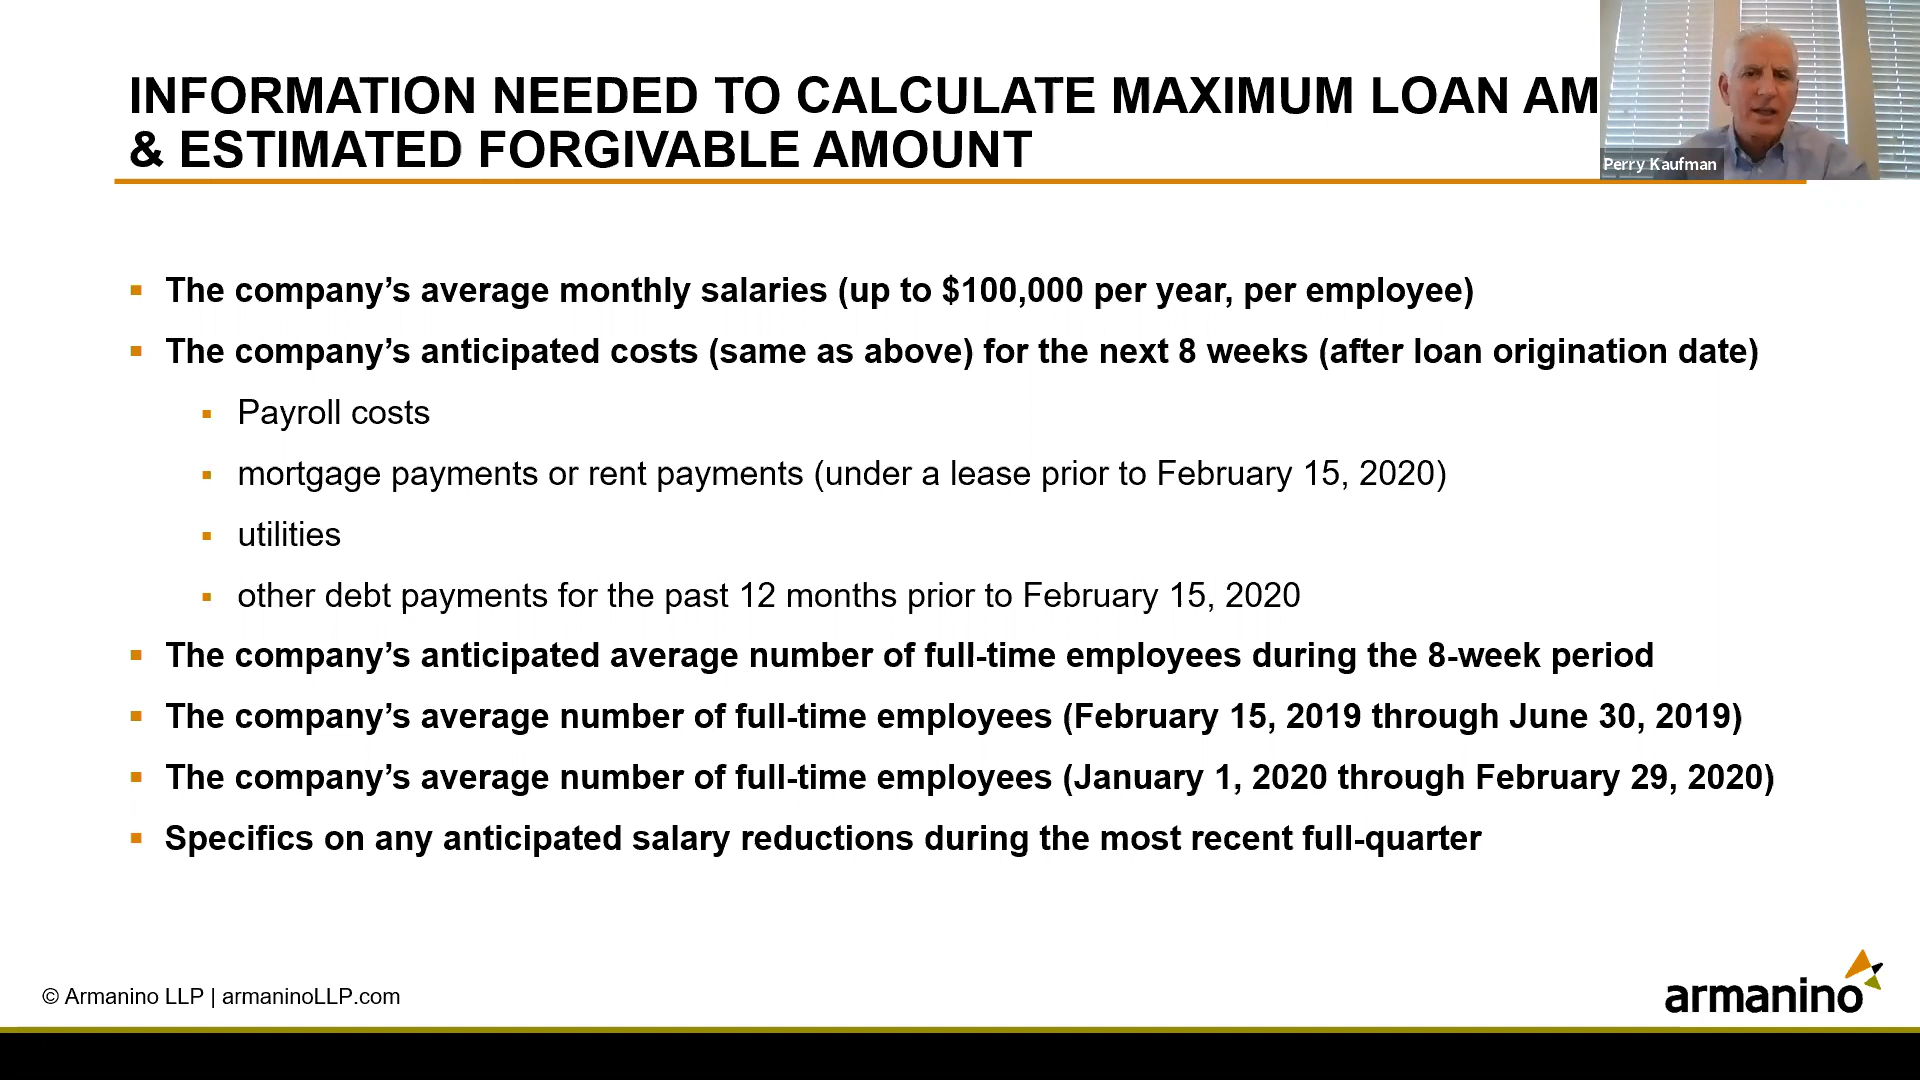 INFORMATION NEEDED TO CALCULATE MAXIMUM LOAN AM
& ESTIMATED FORGIVABLE AMOUNT
Perry Kaufman
The company’s average monthly salaries (up to $100,000 per year, per employee)
The company’s anticipated costs (same as above) for the next 8 weeks (after loan origination date)
Payroll costs
mortgage payments or rent payments (under a lease prior to February 15, 2020)
utilities
other debt payments for the past 12 months prior to February 15, 2020
The company’s anticipated average number of full-time employees during the 8-week period
The company’s average number of full-time employees (February 15, 2019 through June 30, 2019)
The company’s average number of full-time employees (January 1, 2020 through February 29, 2020)
Specifics on any anticipated salary reductions during the most recent full-quarter
© Armanino LLP | armaninoLLP.com
armanino